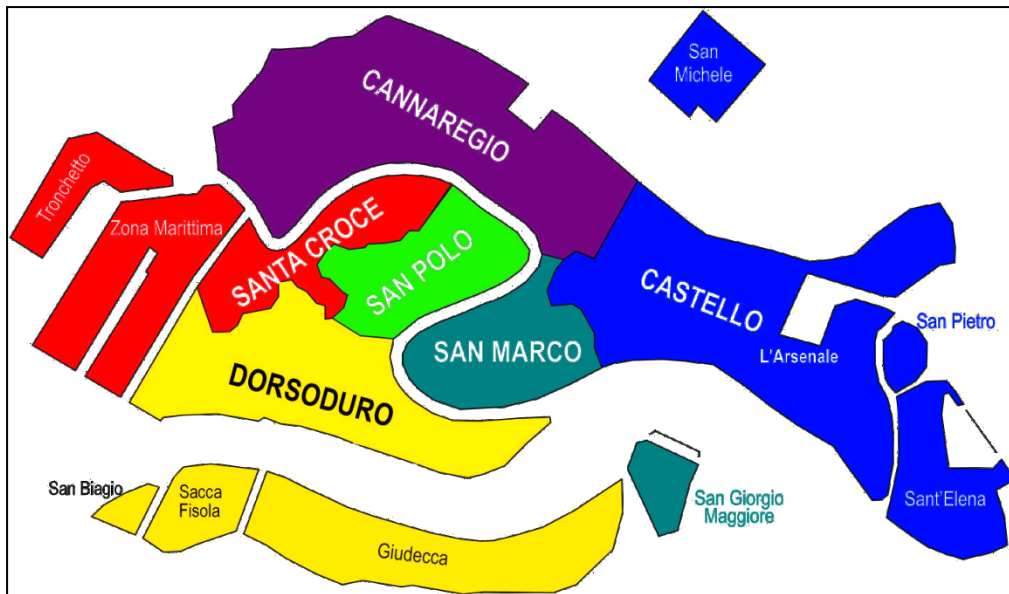 San
Michele
CANNAREGIO
Tronchetto
Zona Marittima
SANTA CROCE
SAN POLO
CASTELLO
San Pietro
SAN MARCO
L'Arsenale
DORSODURO
San Biagio
Sacca
Fisola
San Giorgio
Maggiore
Sant'Elena
Giudecca